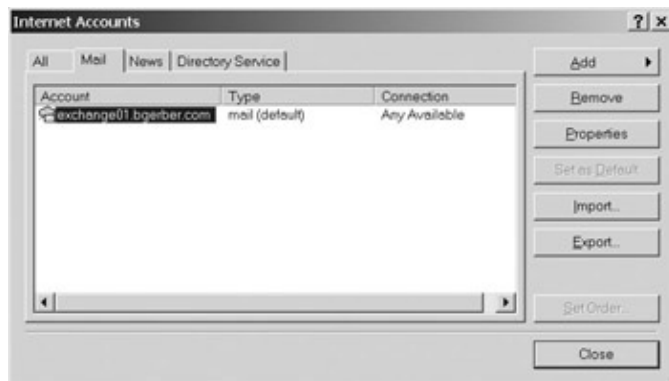 Internet Accounts
All Mail News Directory Service
Account Type Connection
exchange01.bgerber.com mail (default) Any Available
Add
Remove
Properties
Set as Default
Import...
Export...
Set Order...
Close